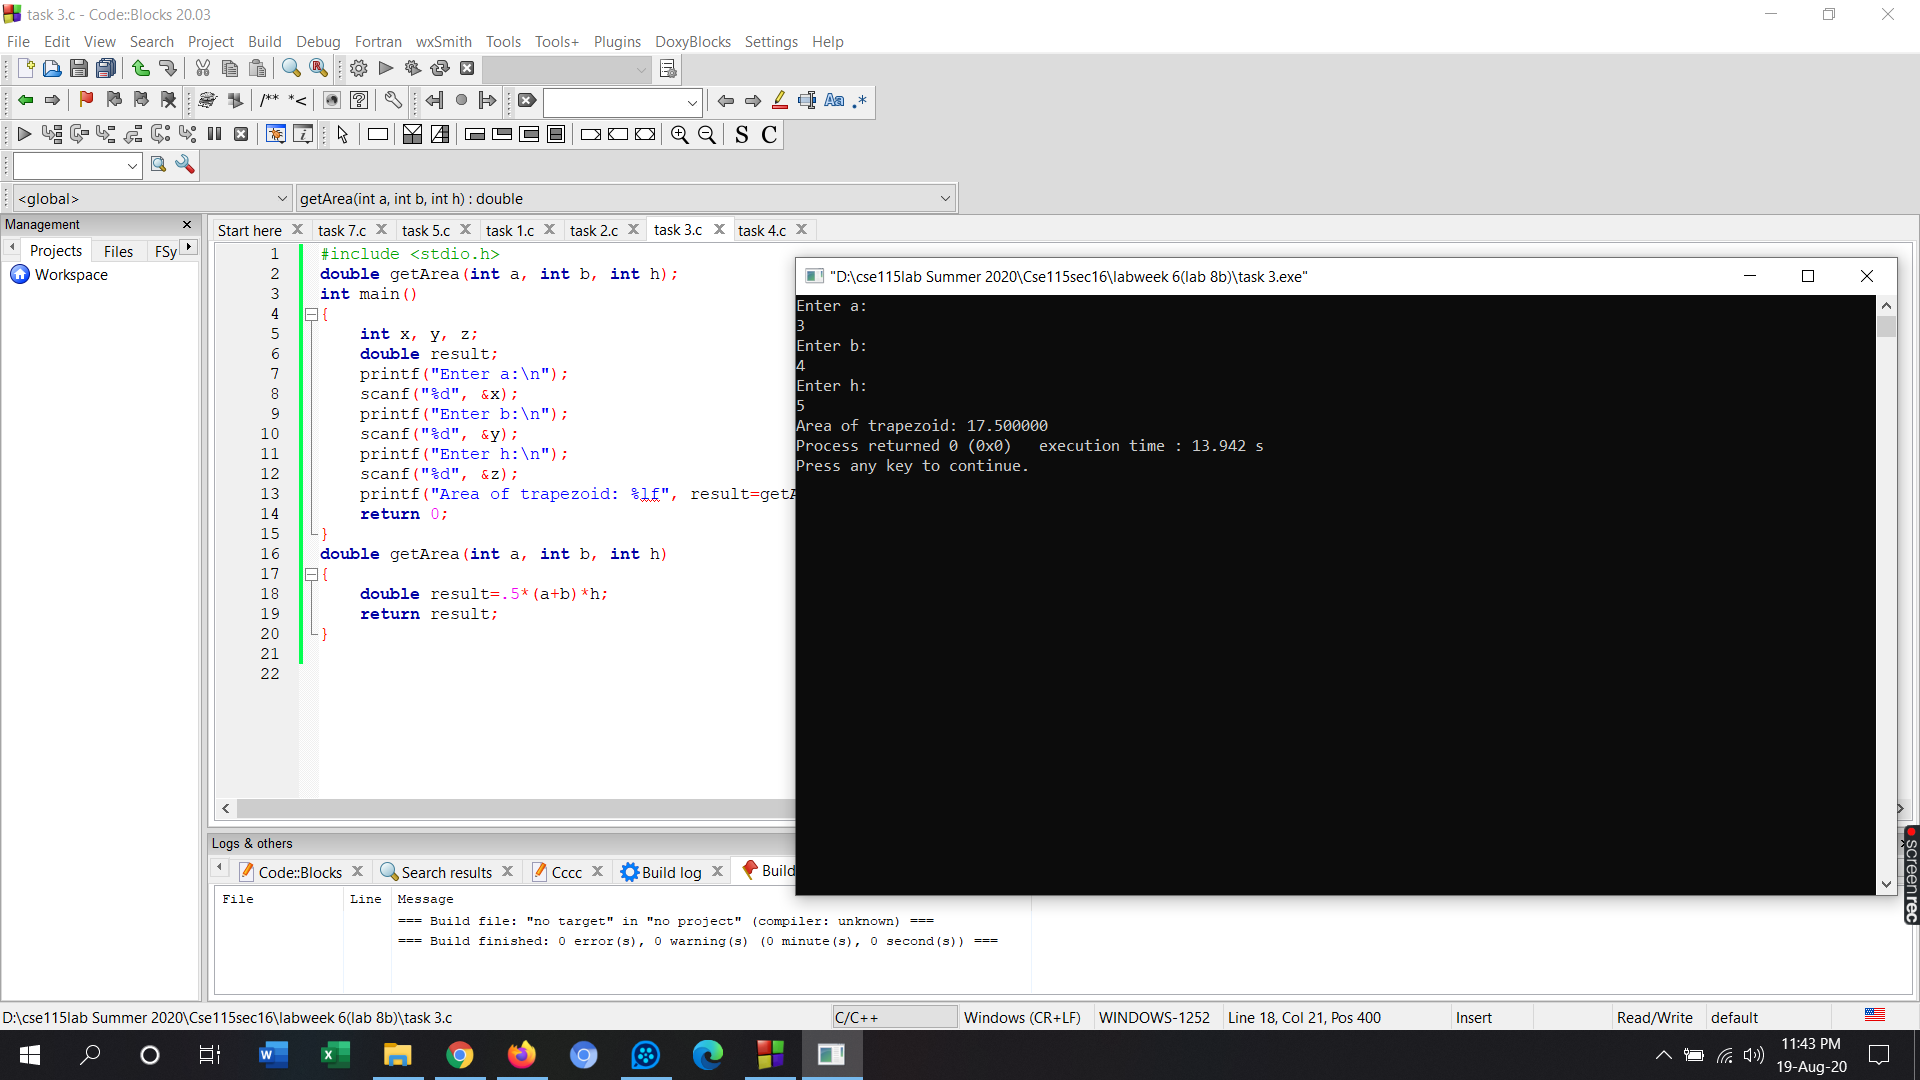 task 3.c - Code::Blocks 20.03
File Edit View Search Project Build Debug Fortran wxSmith Tools Tools+ Plugins DoxyBlocks Settings Help
/** *<
Aa .*
S C
<global> getArea(int a, int b, int h) : double
Management
Projects Files FSy
Workspace
Start here task 7.c task 5.c task 1.c task 2.c task 3.c task 4.c
1 #include <stdio.h>
2 double getArea(int a, int b, int h);
3 int main()
4 {
5 int x, y, z;
6 double result;
7 printf("Enter a:\n");
8 scanf("%d", &x);
9 printf("Enter b:\n");
10 scanf("%d", &y);
11 printf("Enter h:\n");
12 scanf("%d", &z);
13 printf("Area of trapezoid: %lf", result=getA
14 return 0;
15 }
16 double getArea(int a, int b, int h)
17 {
18 double result=.5*(a+b)*h;
19 return result;
20 }
21
22
"D:\cse115lab Summer 2020\Cse115sec16\labweek 6(lab 8b)\task 3.exe"
Enter a:
3
Enter b:
4
Enter h:
5
Area of trapezoid: 17.500000
Process returned 0 (0x0) execution time : 13.942 s
Press any key to continue.
Logs & others
Code::Blocks Search results Cccc Build log Build
File Line Message
=== Build file: "no target" in "no project" (compiler: unknown) ===
=== Build finished: 0 error(s), 0 warning(s) (0 minute(s), 0 second(s)) ===
screenrec
D:\cse115lab Summer 2020\Cse115sec16\labweek 6(lab 8b)\task 3.c C/C++ Windows (CR+LF) WINDOWS-1252 Line 18, Col 21, Pos 400 Insert Read/Write default
11:43 PM
19-Aug-20